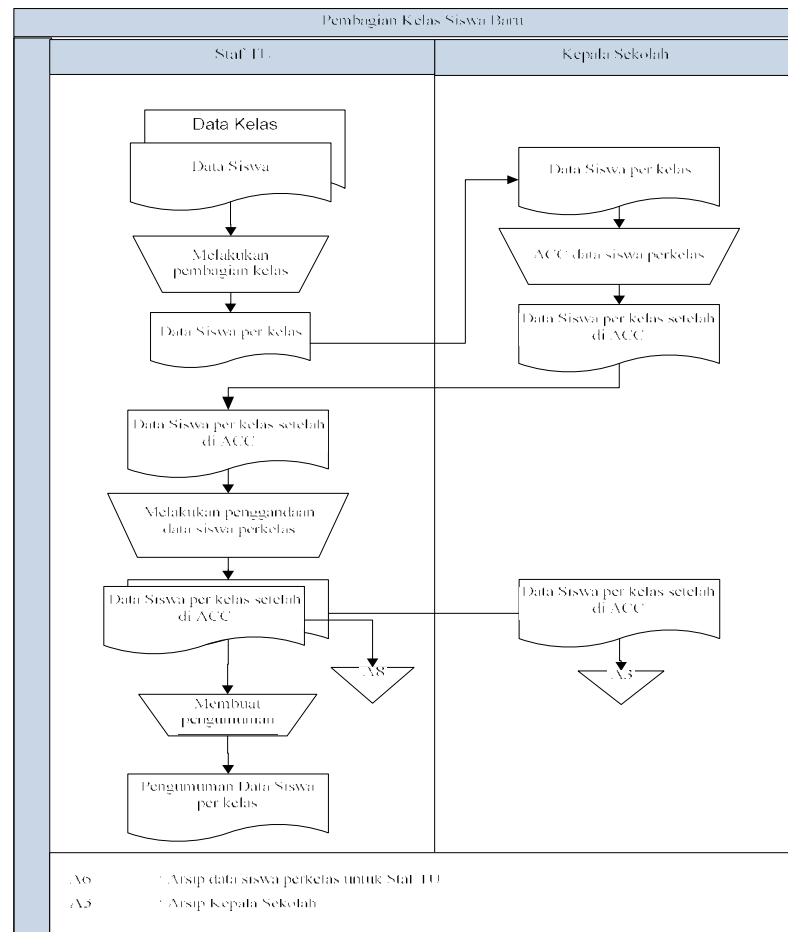 Pembagian Kelas Siswa Baru
Staf TU
Kepala Sekolah
Data Kelas
Data Siswa
Melakukan
pembagian kelas
Data Siswa per kelas
Data Siswa per kelas
ACC data siswa perkelas
Data Siswa per kelas setelah
di ACC
Data Siswa per kelas setelah
di ACC
Melakukan penggandaan
data siswa perkelas
Data Siswa per kelas setelah
di ACC
A8
Data Siswa per kelas setelah
di ACC
A5
Membuat
pengumuman
Pengumuman Data Siswa
per kelas
A6 : Arsip data siswa perkelas untuk Staf TU
A5 : Arsip Kepala Sekolah